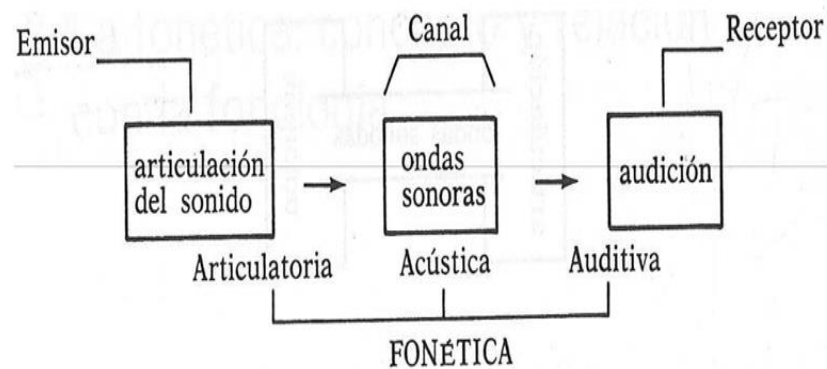 Emisor
Canal
Receptor
articulación
del sonido
ondas
sonoras
audición
Articulatoria
Acústica
Auditiva
FONÉTICA